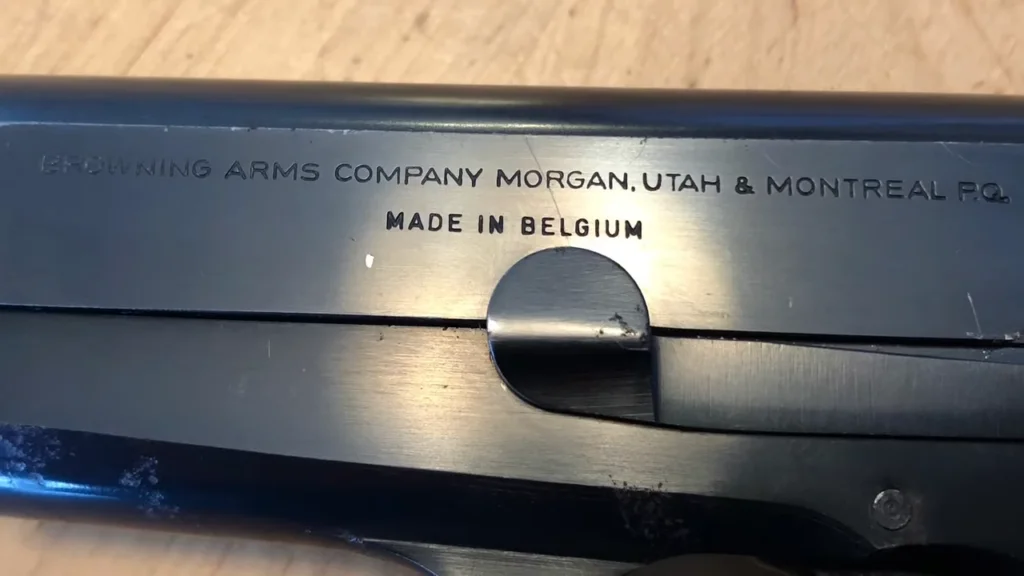 BROWNING ARMS COMPANY MORGAN, UTAH & MONTREAL P.Q.
MADE IN BELGIUM